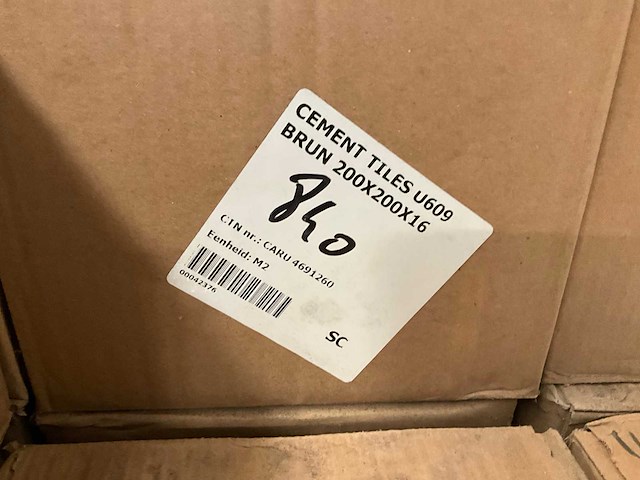 CEMENT TILES U609
BRUN 200X200X16
840
CTN nr.: CARU 4691260
Eenheid: M2
00042376
SC